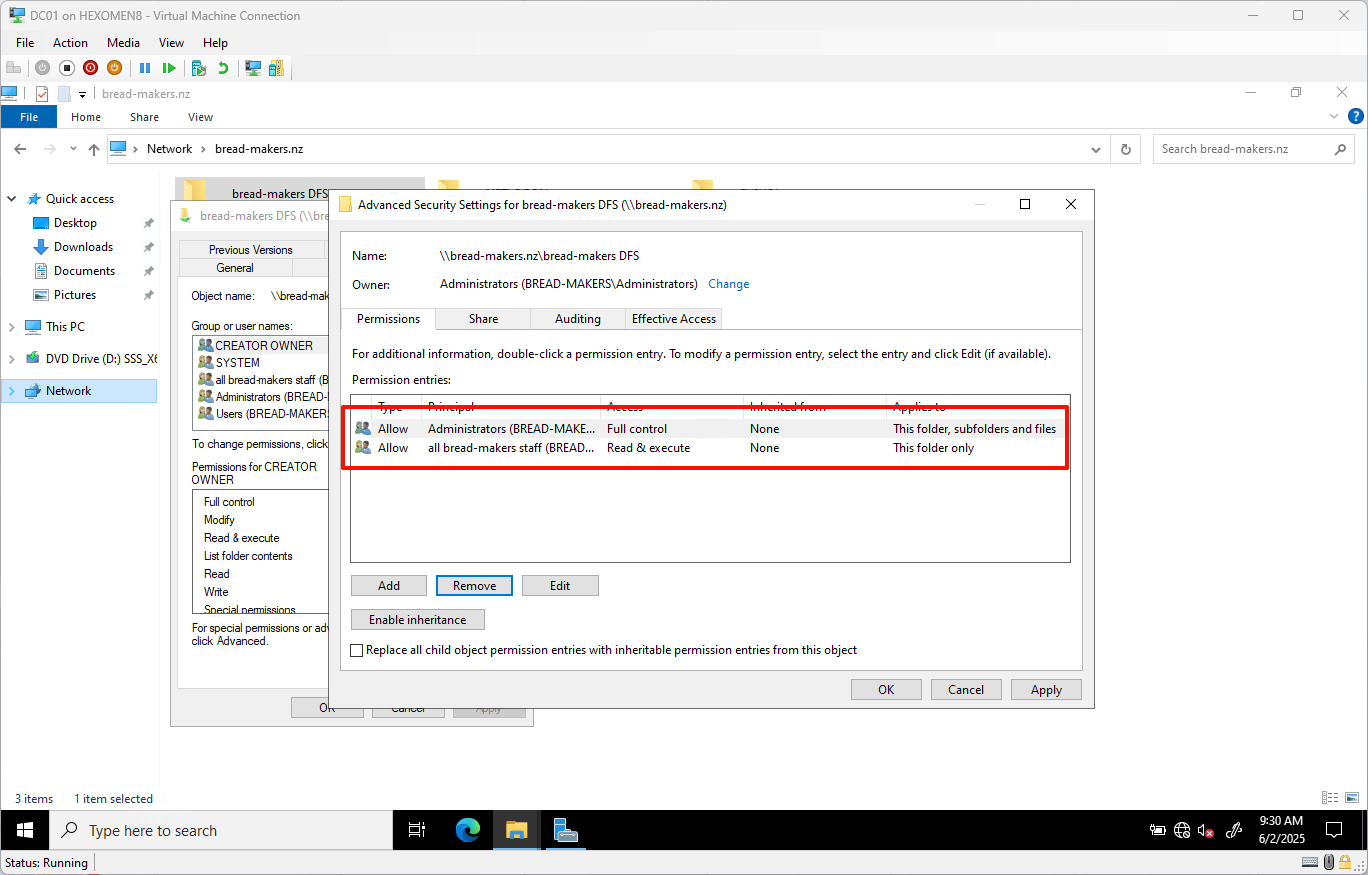 DC01 on HEXOMEN8 - Virtual Machine Connection
File Action Media View Help
bread-makers.nz
File Home Share View
Network > bread-makers.nz
Search bread-makers.nz
Quick access
Desktop
Downloads
Documents
Pictures
This PC
DVD Drive (D:) SSS_X6
Network
bread-makers DFS
bread-makers DFS (\\bre
Previous Versions
General
Object name: \\bread-mak
Group or user names:
CREATOR OWNER
SYSTEM
all bread-makers staff (B
Administrators (BREAD-
Users (BREAD-MAKER
To change permissions, click
Permissions for CREATOR
OWNER
Full control
Modify
Read & execute
List folder contents
Read
Write
Special permissions
For special permissions or adv
click Advanced.
OK Cancel Apply
Advanced Security Settings for bread-makers DFS (\\bread-makers.nz)
Name: \\bread-makers.nz\bread-makers DFS
Owner: Administrators (BREAD-MAKERS\Administrators) Change
Permissions Share Auditing Effective Access
For additional information, double-click a permission entry. To modify a permission entry, select the entry and click Edit (if available).
Permission entries:
Type Principal Access Inherited from Applies to
Allow Administrators (BREAD-MAKE... Full control None This folder, subfolders and files
Allow all bread-makers staff (BREAD... Read & execute None This folder only
Add Remove Edit
Enable inheritance
Replace all child object permission entries with inheritable permission entries from this object
OK Cancel Apply
3 items 1 item selected
Type here to search
9:30 AM
6/2/2025
Status: Running